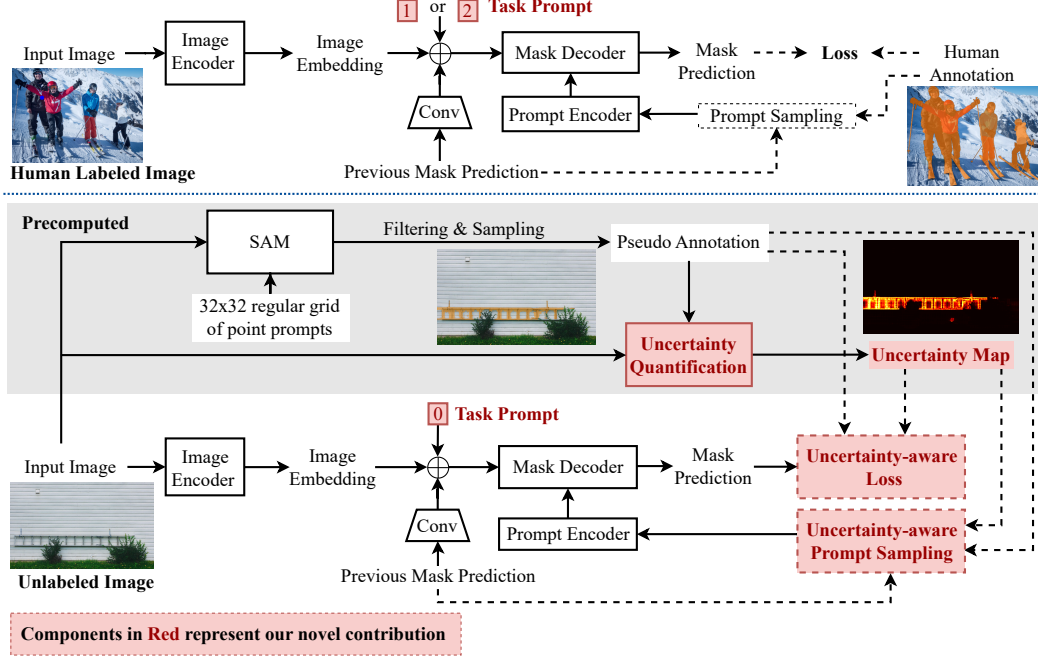 1 or 2 Task Prompt
Input Image
Image
Encoder
Image
Embedding
Mask Decoder
Mask
Prediction
Loss
Human
Annotation
Conv
Prompt Encoder
Prompt Sampling
Human Labeled Image
Previous Mask Prediction
Precomputed
SAM
Filtering & Sampling
Pseudo Annotation
32x32 regular grid
of point prompts
Uncertainty
Quantification
Uncertainty Map
0 Task Prompt
Input Image
Image
Encoder
Image
Embedding
Mask Decoder
Mask
Prediction
Uncertainty-aware
Loss
Conv
Prompt Encoder
Uncertainty-aware
Prompt Sampling
Unlabeled Image
Previous Mask Prediction
Components in Red represent our novel contribution